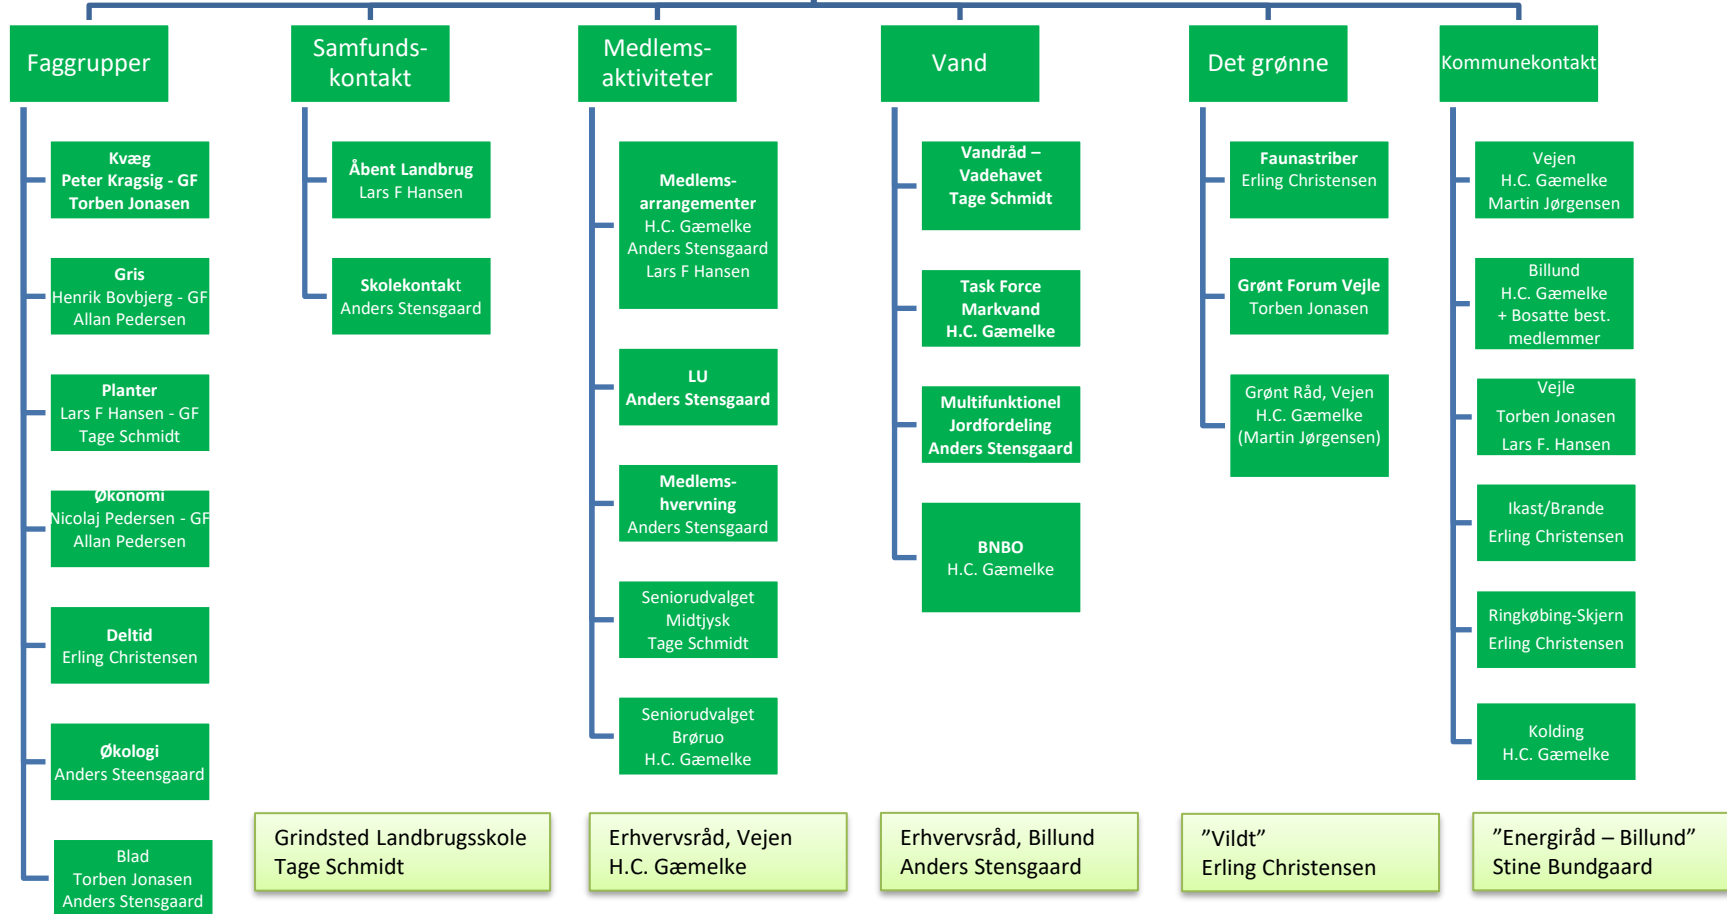 Faggrupper
Samfunds-
kontakt
Medlems-
aktiviteter
Vand
Det grønne
Kommunekontakt
Kvæg
Peter Kragsig - GF
Torben Jonasen
Gris
Henrik Bovbjerg - GF
Allan Pedersen
Planter
Lars F Hansen - GF
Tage Schmidt
Økonomi
Nicolaj Pedersen - GF
Allan Pedersen
Deltid
Erling Christensen
Økologi
Anders Steensgaard
Blad
Torben Jonasen
Anders Stensgaard
Åbent Landbrug
Lars F Hansen
Skolekontakt
Anders Stensgaard
Medlems-
arrangementer
H.C. Gæmelke
Anders Stensgaard
Lars F Hansen
LU
Anders Stensgaard
Medlems-
hvervning
Anders Stensgaard
Seniorudvalget
Midtjysk
Tage Schmidt
Seniorudvalget
Brøruo
H.C. Gæmelke
Vandråd –
Vadehavet
Tage Schmidt
Task Force
Markvand
H.C. Gæmelke
Multifunktionel
Jordfordeling
Anders Stensgaard
BNBO
H.C. Gæmelke
Faunastriber
Erling Christensen
Grønt Forum Vejle
Torben Jonasen
Grønt Råd, Vejen
H.C. Gæmelke
(Martin Jørgensen)
Vejen
H.C. Gæmelke
Martin Jørgensen
Billund
H.C. Gæmelke
+ Bosatte best.
medlemmer
Vejle
Torben Jonasen
Lars F. Hansen
Ikast/Brande
Erling Christensen
Ringkøbing-Skjern
Erling Christensen
Kolding
H.C. Gæmelke
Grindsted Landbrugsskole
Tage Schmidt
Erhvervsråd, Vejen
H.C. Gæmelke
Erhvervsråd, Billund
Anders Stensgaard
”Vildt”
Erling Christensen
”Energiråd – Billund”
Stine Bundgaard